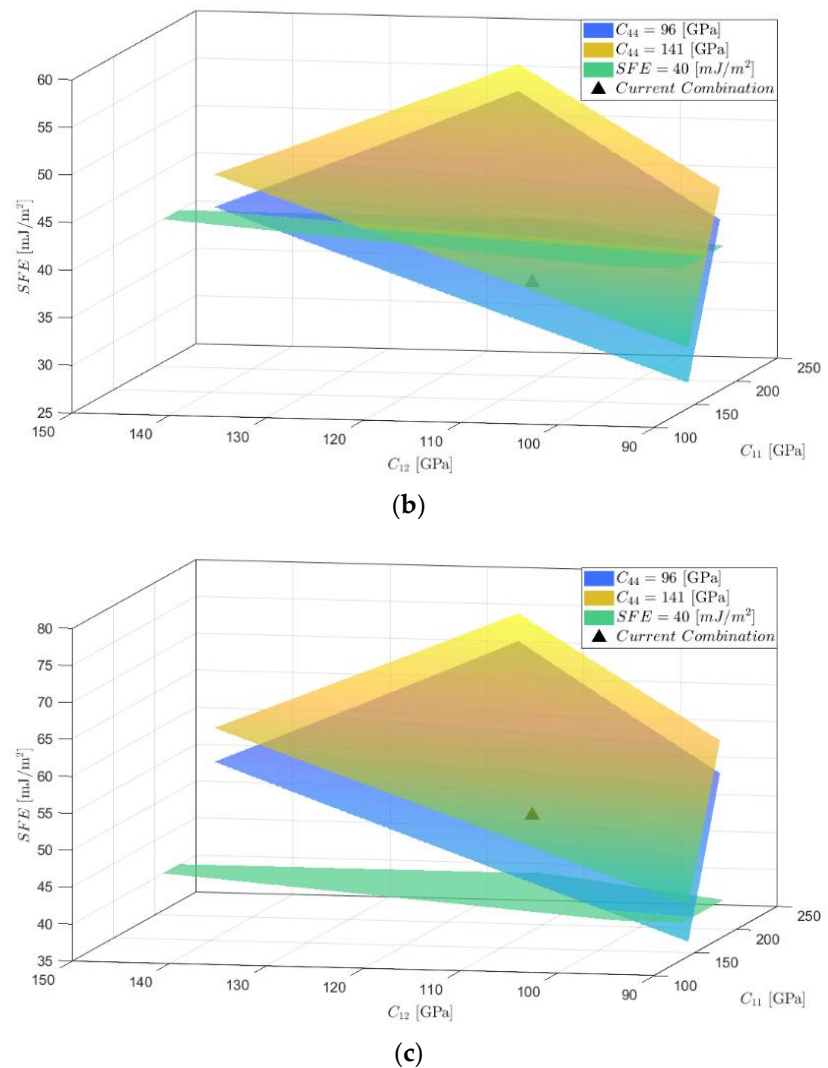 C₄₄ = 96 [GPa]
C₄₄ = 141 [GPa]
SFE = 40 [mJ/m²]
Current Combination
60
55
50
45
40
35
30
25
SFE [mJ/m²]
150
140
130
120
110
100
90
C₁₂ [GPa]
100
150
200
250
C₁₁ [GPa]
(b)
C₄₄ = 96 [GPa]
C₄₄ = 141 [GPa]
SFE = 40 [mJ/m²]
Current Combination
80
75
70
65
60
55
50
45
40
35
SFE [mJ/m²]
150
140
130
120
110
100
90
C₁₂ [GPa]
100
150
200
250
C₁₁ [GPa]
(c)